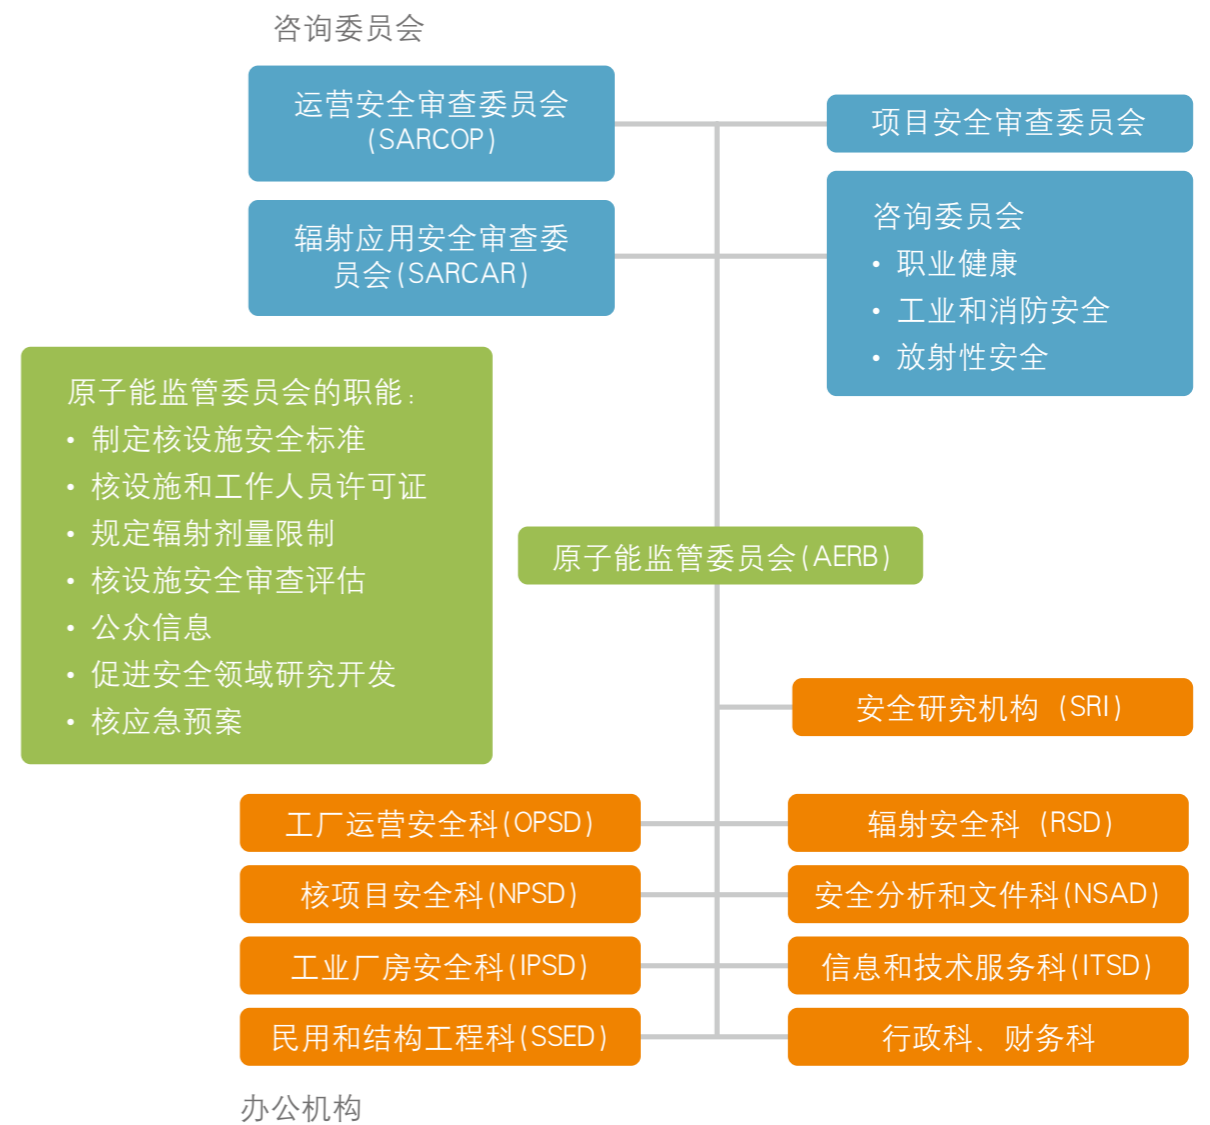 咨询委员会
运营安全审查委员会
(SARCOP)
项目安全审查委员会
辐射应用安全审查委
员会(SARCAR)
咨询委员会
• 职业健康
• 工业和消防安全
• 放射性安全
原子能监管委员会的职能:
• 制定核设施安全标准
• 核设施和工作人员许可证
• 规定辐射剂量限制
• 核设施安全审查评估
• 公众信息
• 促进安全领域研究开发
• 核应急预案
原子能监管委员会(AERB)
安全研究机构 (SRI)
工厂运营安全科(OPSD)
辐射安全科 (RSD)
核项目安全科(NPSD)
安全分析和文件科(NSAD)
工业厂房安全科(IPSD)
信息和技术服务科(ITSD)
民用和结构工程科(SSED)
行政科、财务科
办公机构